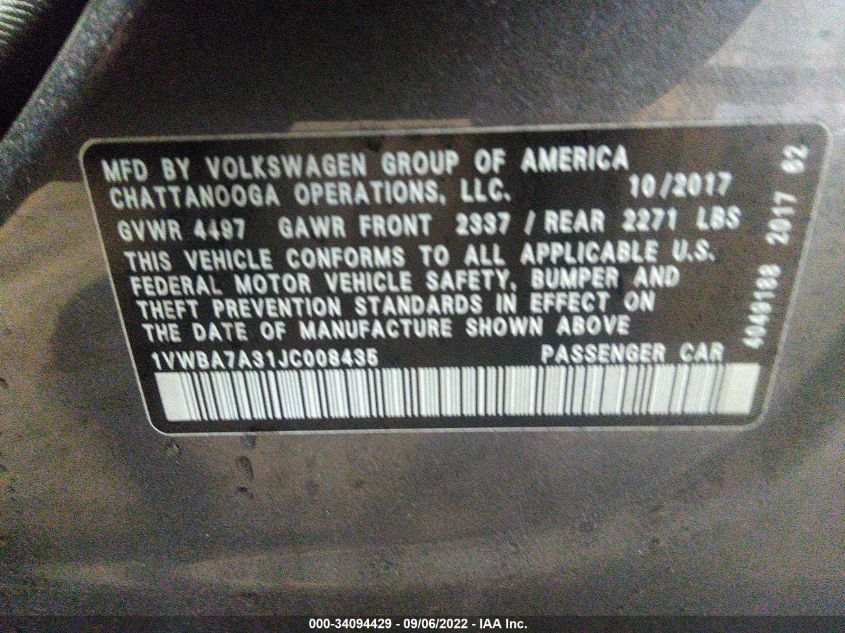 MFD BY VOLKSWAGEN GROUP OF AMERICA
CHATTANOOGA OPERATIONS, LLC. 10/2017
GVWR 4497 GAWR FRONT 2337 / REAR 2271 LBS
THIS VEHICLE CONFORMS TO ALL APPLICABLE U.S.
FEDERAL MOTOR VEHICLE SAFETY, BUMPER AND
THEFT PREVENTION STANDARDS IN EFFECT ON
THE DATE OF MANUFACTURE SHOWN ABOVE
1VWBA7A31JC008435 PASSENGER CAR
4049188 2017 62
000-34094429 - 09/06/2022 - IAA Inc.